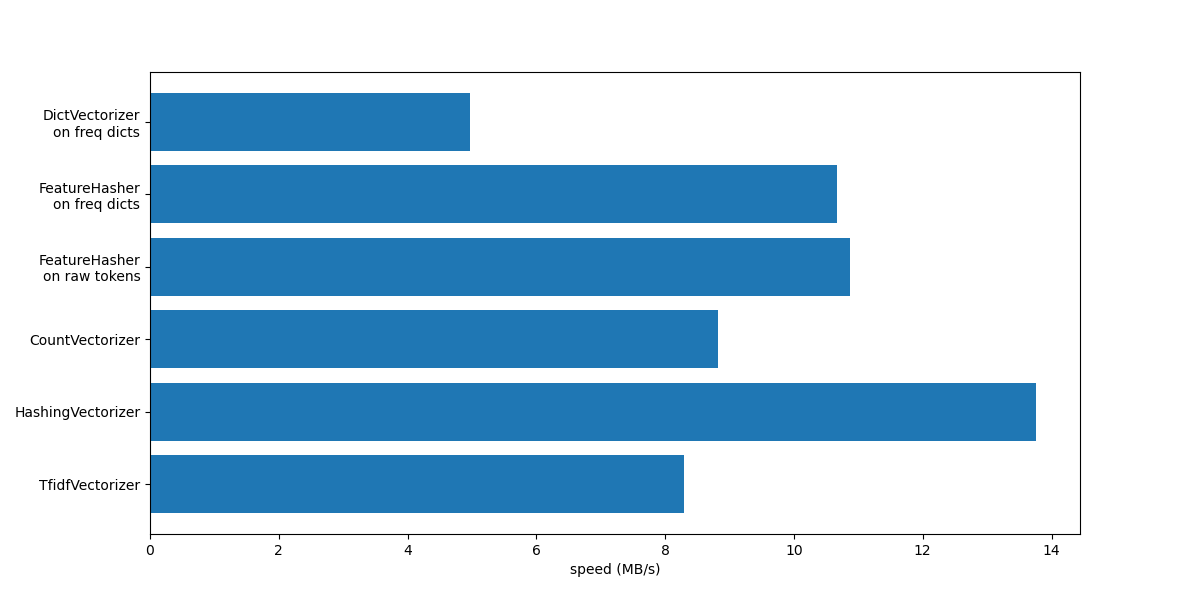 DictVectorizer
on freq dicts
FeatureHasher
on freq dicts
FeatureHasher
on raw tokens
CountVectorizer
HashingVectorizer
TfidfVectorizer
0 2 4 6 8 10 12 14
speed (MB/s)